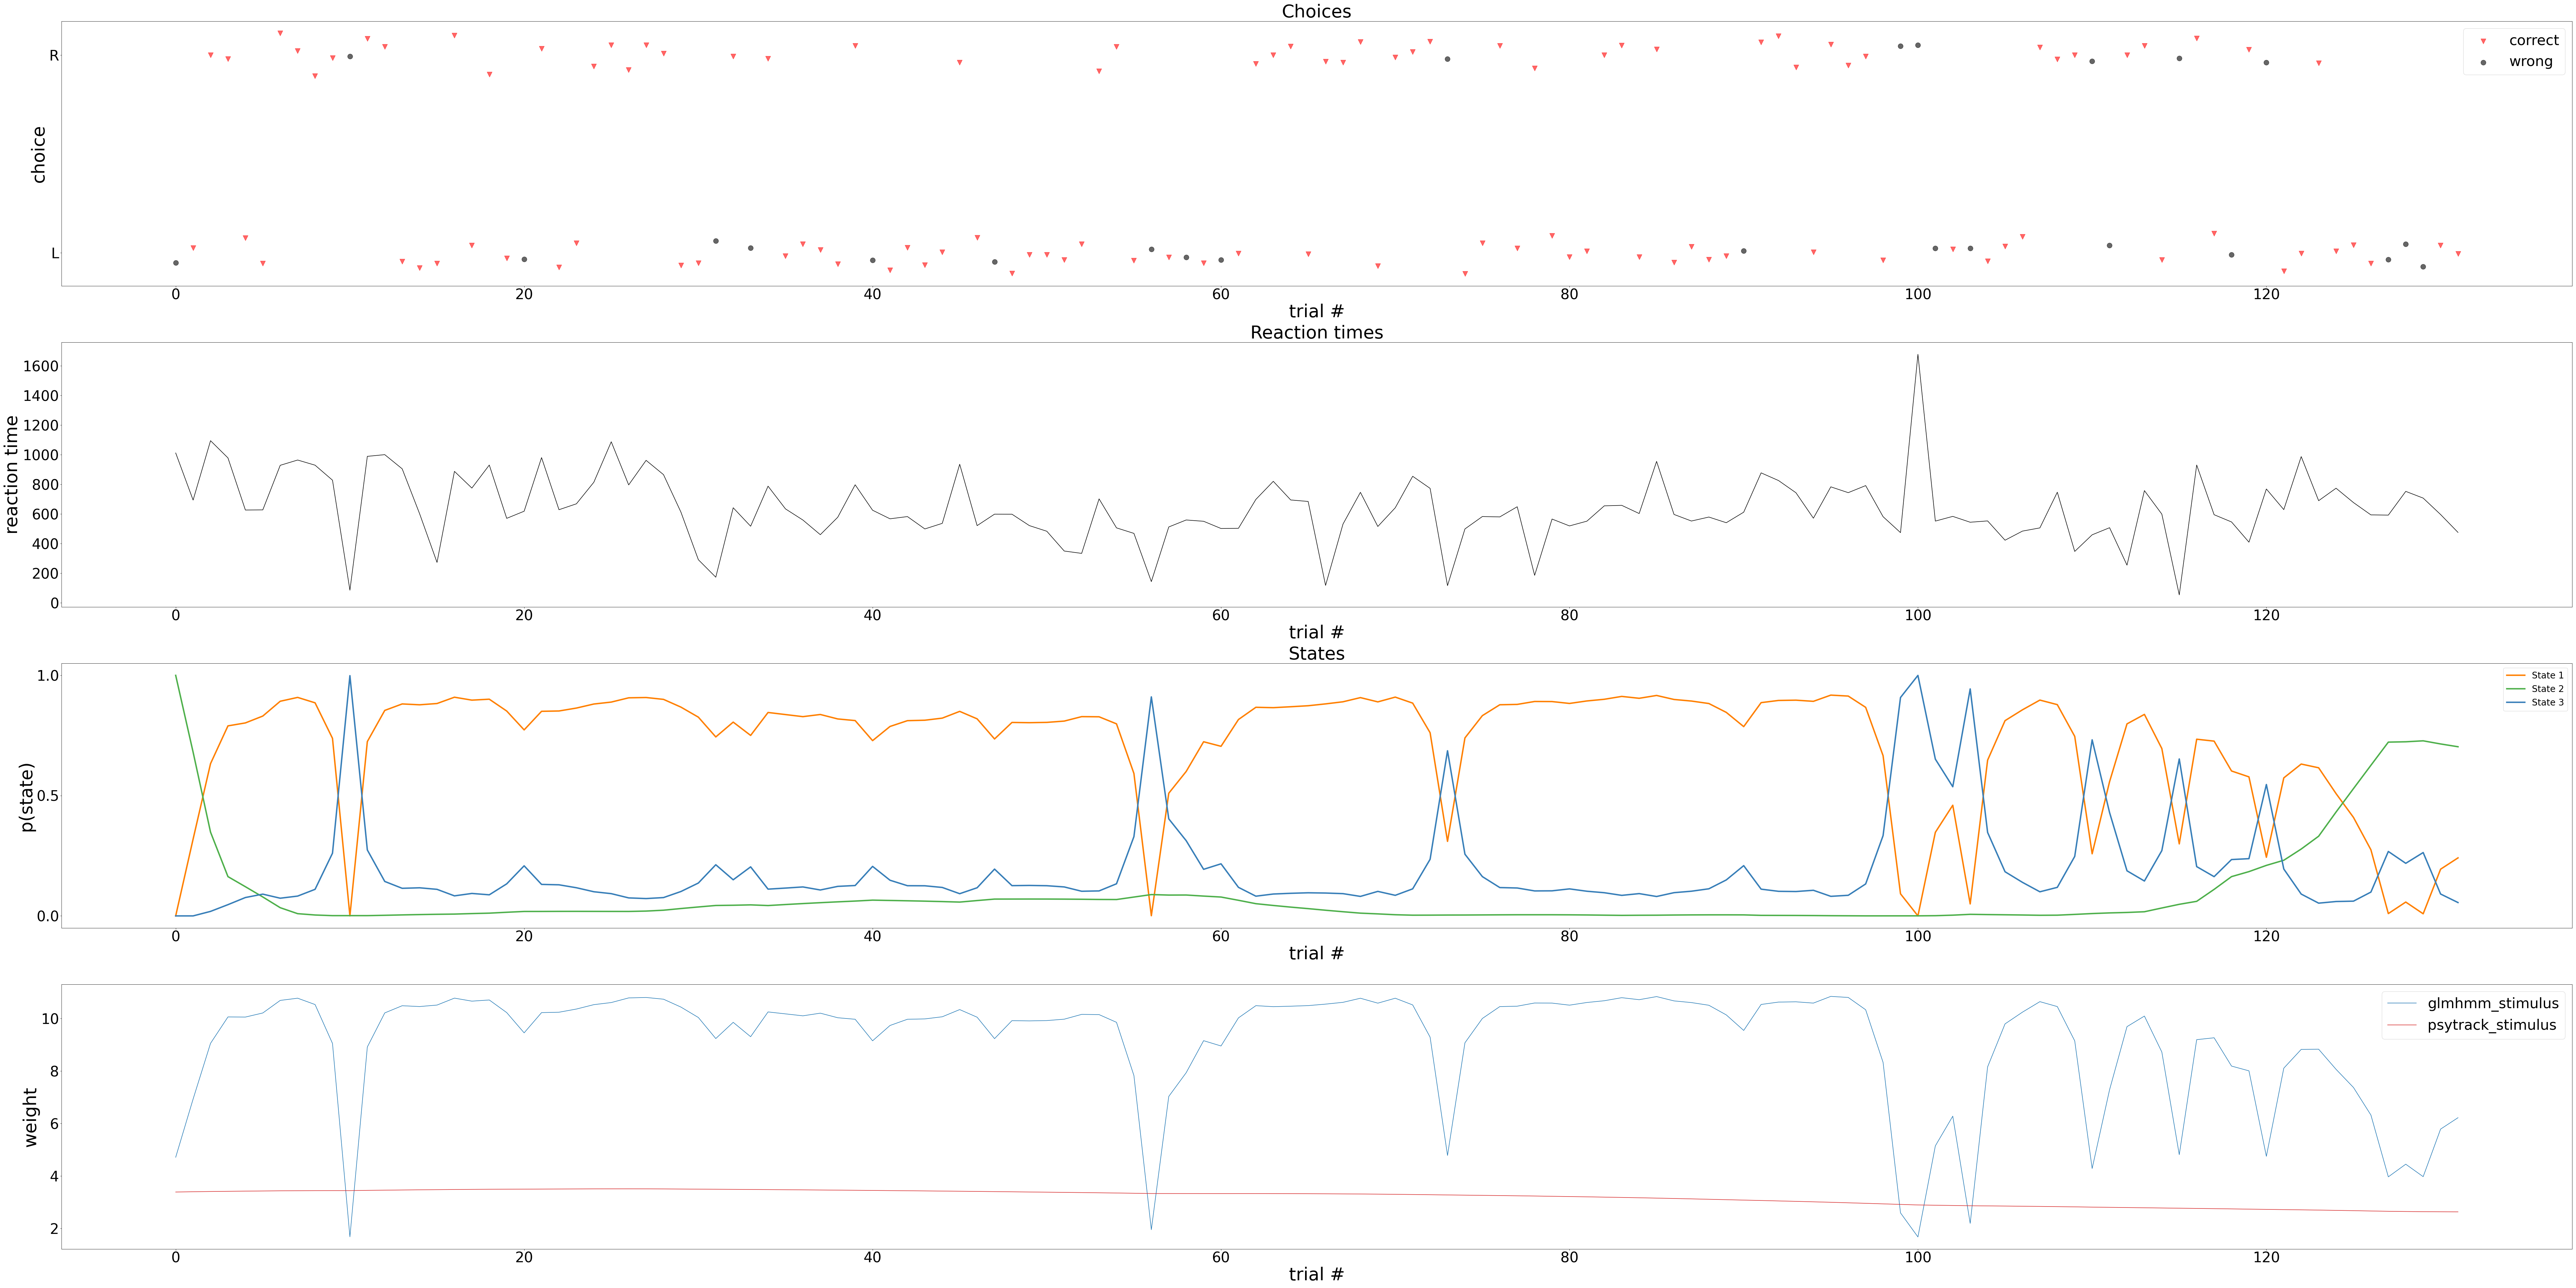 Choices
R
L
choice
correct
wrong
0 20 40 60 80 100 120
trial #
Reaction times
1600
1400
1200
1000
800
600
400
200
0
reaction time
0 20 40 60 80 100 120
trial #
States
1.0
0.5
0.0
p(state)
State 1
State 2
State 3
0 20 40 60 80 100 120
trial #
10
8
6
4
2
weight
glmhmm_stimulus
psytrack_stimulus
0 20 40 60 80 100 120
trial #